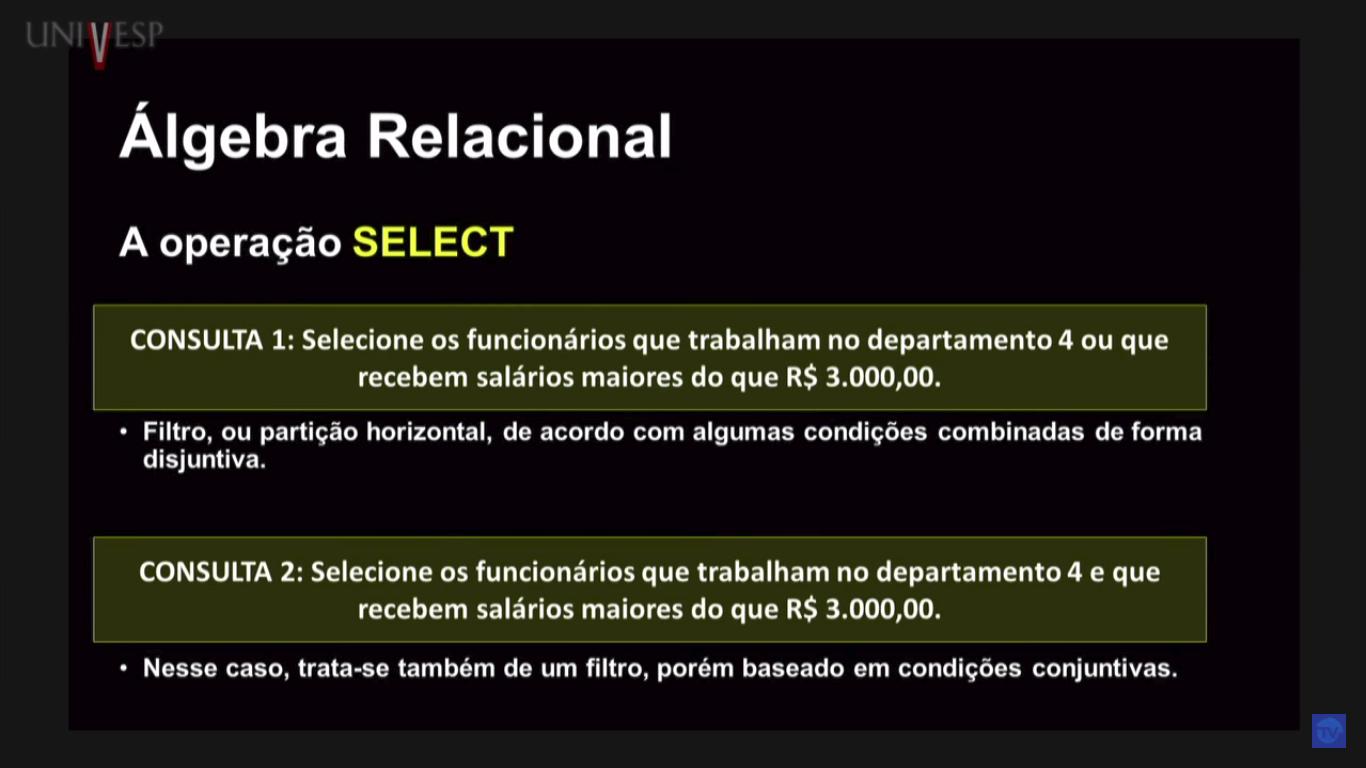 UNIVESP
Álgebra Relacional
A operação SELECT
CONSULTA 1: Selecione os funcionários que trabalham no departamento 4 ou que
recebem salários maiores do que R$ 3.000,00.
• Filtro, ou partição horizontal, de acordo com algumas condições combinadas de forma
disjuntiva.
CONSULTA 2: Selecione os funcionários que trabalham no departamento 4 e que
recebem salários maiores do que R$ 3.000,00.
• Nesse caso, trata-se também de um filtro, porém baseado em condições conjuntivas.
TV